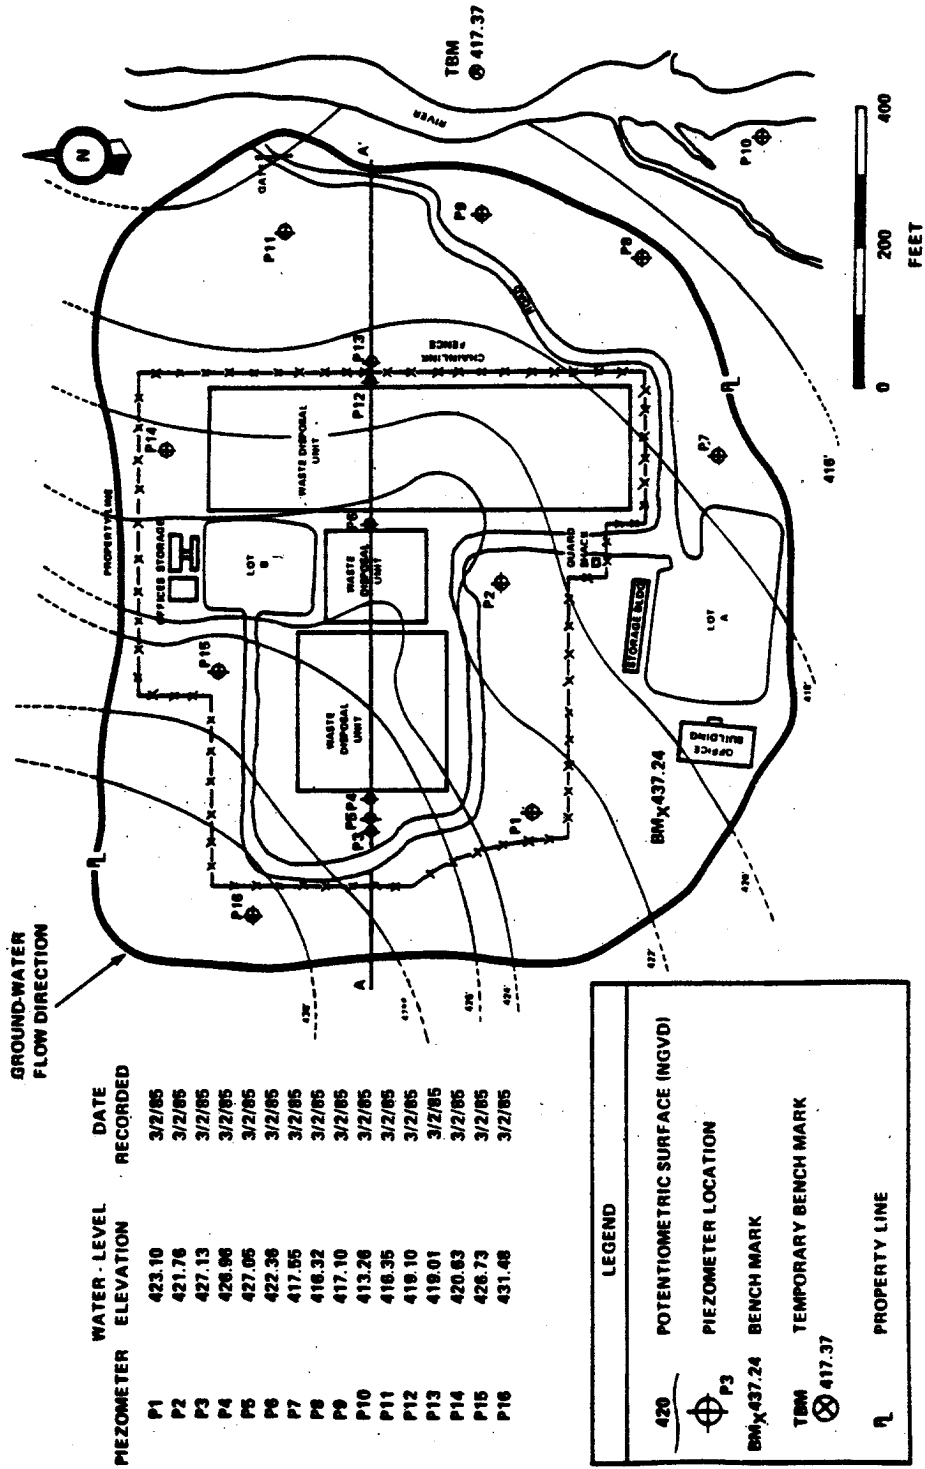 GROUND-WATER
FLOW DIRECTION
N
PIEZOMETER WATER-LEVEL ELEVATION DATE RECORDED
P1 423.10 3/2/85
P2 421.76 3/2/85
P3 427.13 3/2/85
P4 426.96 3/2/85
P5 427.05 3/2/85
P6 422.36 3/2/85
P7 417.55 3/2/85
P8 416.32 3/2/85
P9 417.10 3/2/85
P10 413.26 3/2/85
P11 416.35 3/2/85
P12 419.10 3/2/85
P13 419.01 3/2/85
P14 420.63 3/2/85
P15 426.73 3/2/85
P16 431.48 3/2/85
LEGEND
420 POTENTIOMETRIC SURFACE (NGVD)
P3 PIEZOMETER LOCATION
BMx437.24 BENCH MARK
TBM 417.37 TEMPORARY BENCH MARK
PL PROPERTY LINE
PL
PROPERTY LINE
P16
P15
P14
P11
GATE
OFFICES
STORAGE
LOT
B
WASTE
DISPOSAL
UNIT
WASTE
DISPOSAL
UNIT
WASTE DISPOSAL
UNIT
A
P3
P5
P4
P6
P12
P13
A'
CHAINLINK
FENCE
RIVER
TBM
417.37
P1
P2
P9
ROAD
GUARD
SHACK
P8
P10
STORAGE BLDG
LOT
A
OFFICE
BUILDING
BMx437.24
P7
PL
426'
424'
422'
420'
418'
416'
0 200 400
FEET